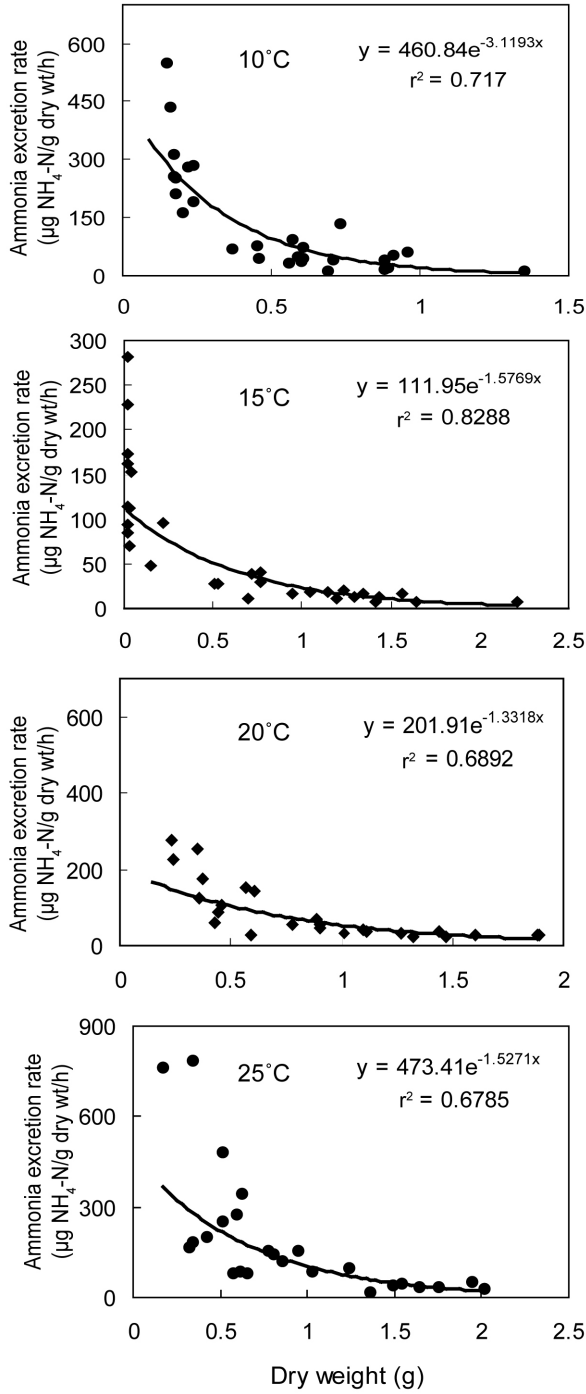 10°C
y = 460.84e^-3.1193x
r² = 0.717
Ammonia excretion rate
(µg NH₄-N/g dry wt/h)
600
450
300
150
0
0 0.5 1 1.5
15°C
y = 111.95e^-1.5769x
r² = 0.8288
Ammonia excretion rate
(µg NH₄-N/g dry wt/h)
300
250
200
150
100
50
0
0 0.5 1 1.5 2 2.5
20°C
y = 201.91e^-1.3318x
r² = 0.6892
Ammonia excretion rate
(µg NH₄-N/g dry wt/h)
600
400
200
0
0 0.5 1 1.5 2
25°C
y = 473.41e^-1.5271x
r² = 0.6785
Ammonia excretion rate
(µg NH₄-N/g dry wt/h)
900
600
300
0
0 0.5 1 1.5 2 2.5
Dry weight (g)